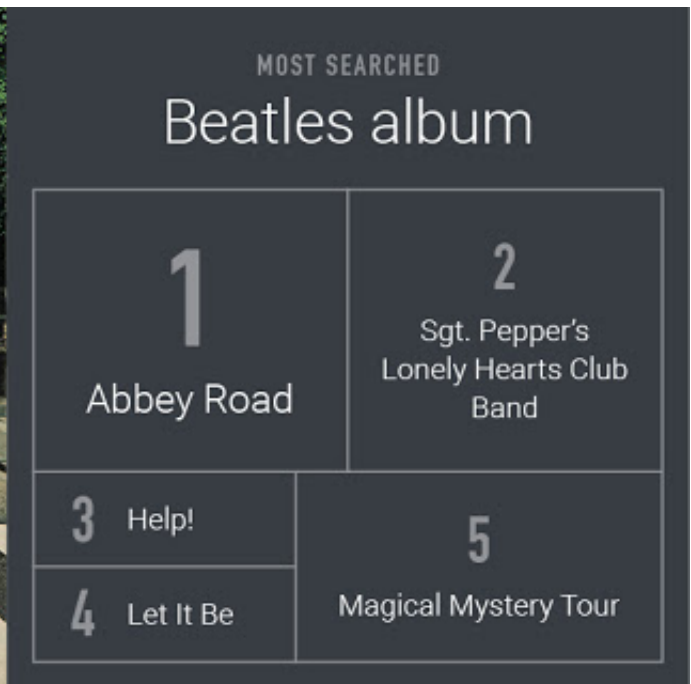 MOST SEARCHED
Beatles album
1
Abbey Road
2
Sgt. Pepper's
Lonely Hearts Club
Band
3 Help!
4 Let It Be
5
Magical Mystery Tour